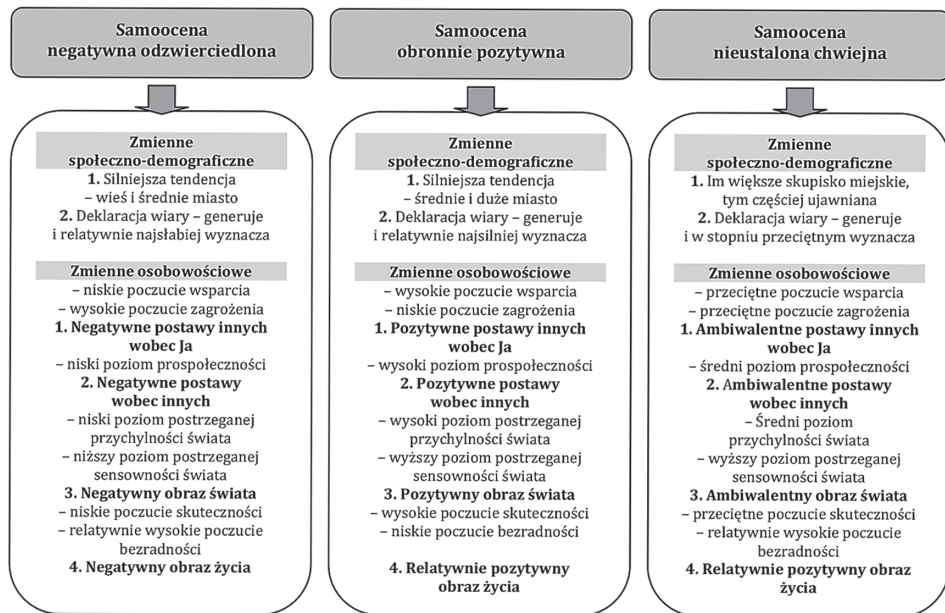 Samoocena
negatywna odzwierciedlona
Zmienne
społeczno-demograficzne
1. Silniejsza tendencja
– wieś i średnie miasto
2. Deklaracja wiary – generuje
i relatywnie najsłabiej wyznacza
Zmienne osobowościowe
– niskie poczucie wsparcia
– wysokie poczucie zagrożenia
1. Negatywne postawy innych
wobec Ja
– niski poziom prospołeczności
2. Negatywne postawy
wobec innych
– niski poziom postrzeganej
przychylności świata
– niższy poziom postrzeganej
sensowności świata
3. Negatywny obraz świata
– niskie poczucie skuteczności
– relatywnie wysokie poczucie
bezradności
4. Negatywny obraz życia
Samoocena
obronnie pozytywna
Zmienne
społeczno-demograficzne
1. Silniejsza tendencja
– średnie i duże miasto
2. Deklaracja wiary – generuje
i relatywnie najsilniej wyznacza
Zmienne osobowościowe
– wysokie poczucie wsparcia
– niskie poczucie zagrożenia
1. Pozytywne postawy innych
wobec Ja
– wysoki poziom prospołeczności
2. Pozytywne postawy
wobec innych
– wysoki poziom postrzeganej
przychylności świata
– wyższy poziom postrzeganej
sensowności świata
3. Pozytywny obraz świata
– wysokie poczucie skuteczności
– niskie poczucie bezradności
4. Relatywnie pozytywny
obraz życia
Samoocena
nieustalona chwiejna
Zmienne
społeczno-demograficzne
1. Im większe skupisko miejskie,
tym częściej ujawniana
2. Deklaracja wiary – generuje
i w stopniu przeciętnym wyznacza
Zmienne osobowościowe
– przeciętne poczucie wsparcia
– przeciętne poczucie zagrożenia
1. Ambiwalentne postawy innych
wobec Ja
– średni poziom prospołeczności
2. Ambiwalentne postawy
wobec innych
– Średni poziom
przychylności świata
– wyższy poziom postrzeganej
sensowności świata
3. Ambiwalentny obraz świata
– przeciętne poczucie skuteczności
– relatywnie wysokie poczucie
bezradności
4. Relatywnie pozytywny obraz
życia